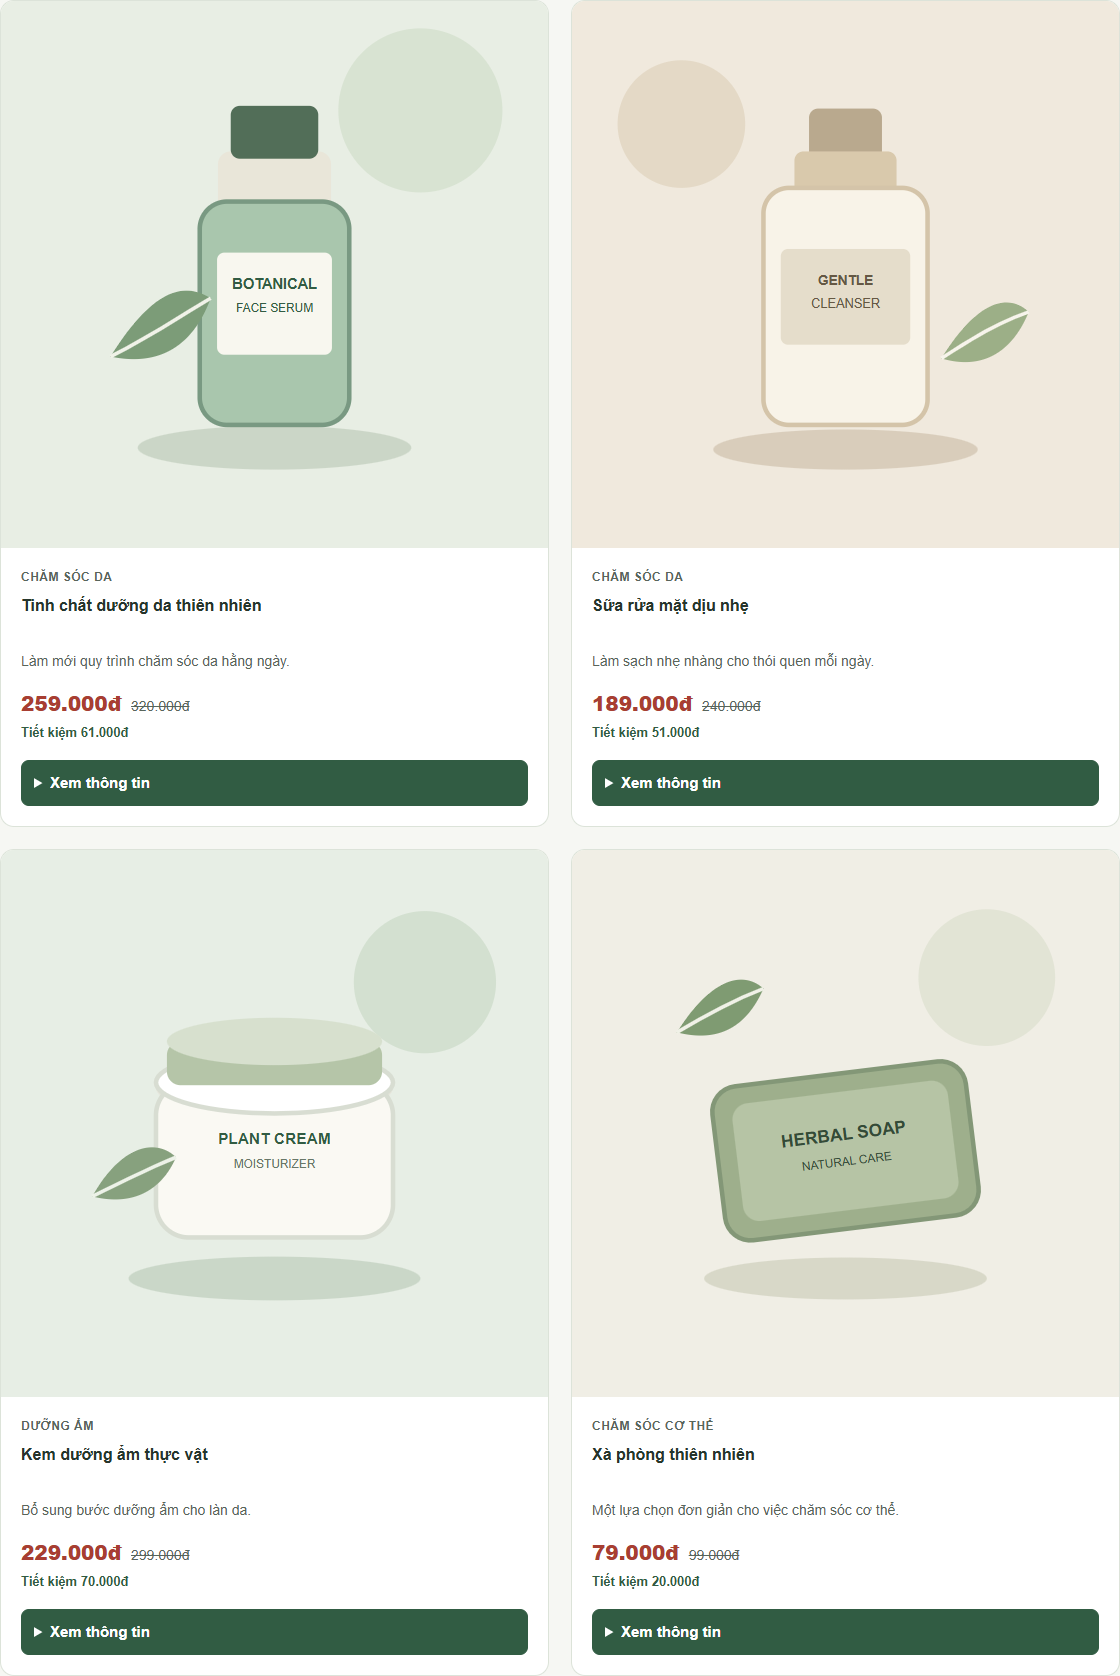 BOTANICAL
FACE SERUM
CHĂM SÓC DA
Tinh chất dưỡng da thiên nhiên
Làm mới quy trình chăm sóc da hằng ngày.
259.000đ 320.000đ
Tiết kiệm 61.000đ
Xem thông tin
GENTLE
CLEANSER
CHĂM SÓC DA
Sữa rửa mặt dịu nhẹ
Làm sạch nhẹ nhàng cho thói quen mỗi ngày.
189.000đ 240.000đ
Tiết kiệm 51.000đ
Xem thông tin
PLANT CREAM
MOISTURIZER
DƯỠNG ẨM
Kem dưỡng ẩm thực vật
Bổ sung bước dưỡng ẩm cho làn da.
229.000đ 299.000đ
Tiết kiệm 70.000đ
Xem thông tin
HERBAL SOAP
NATURAL CARE
CHĂM SÓC CƠ THỂ
Xà phòng thiên nhiên
Một lựa chọn đơn giản cho việc chăm sóc cơ thể.
79.000đ 99.000đ
Tiết kiệm 20.000đ
Xem thông tin